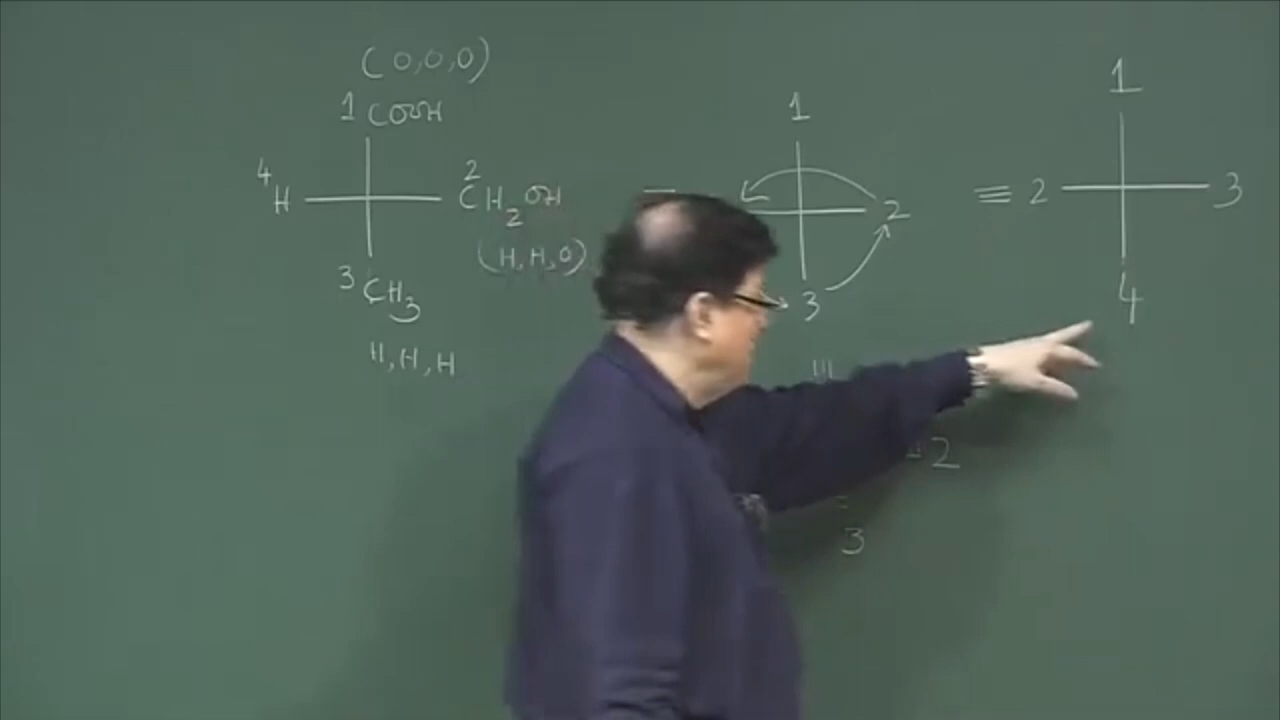 (0,0,0)
1 COOH
4 H
2 CH2OH
(H,H,O)
3 CH3
H,H,H
1
2
3
≡
2
3
1
≡ 2 3
4